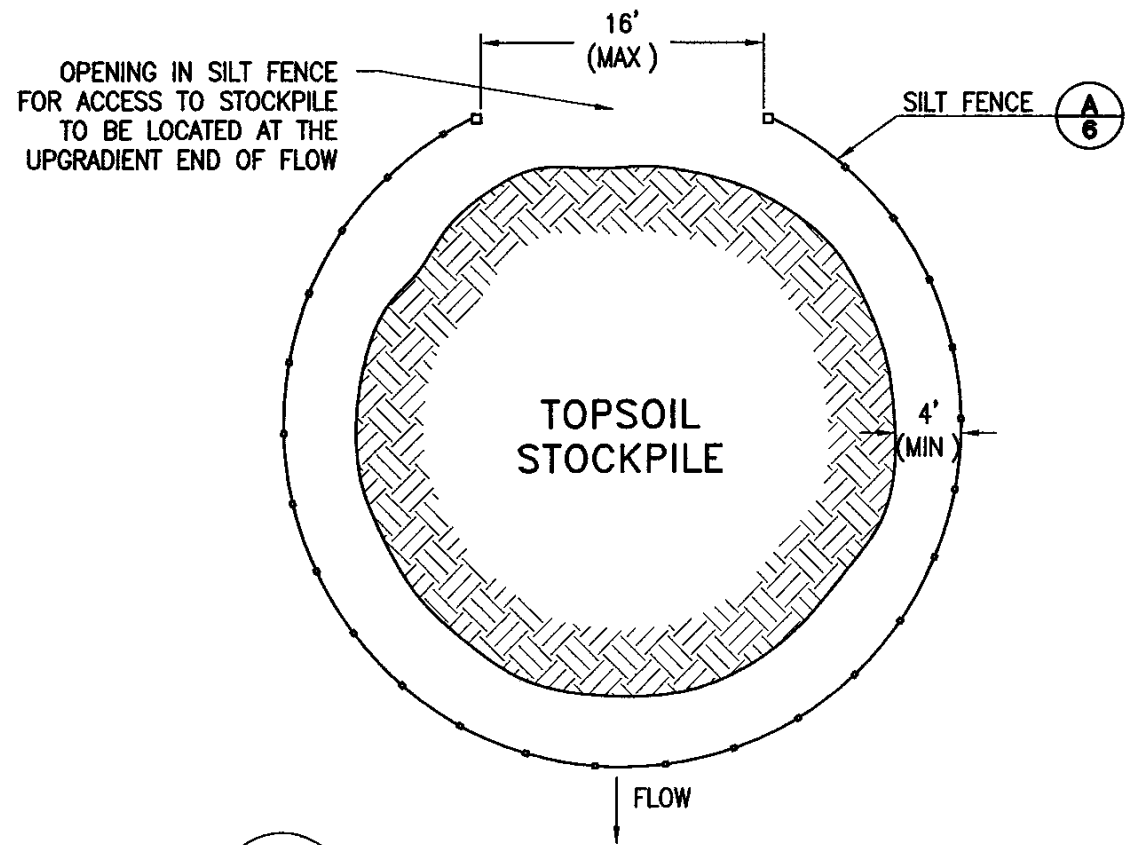 16'
(MAX )
OPENING IN SILT FENCE
FOR ACCESS TO STOCKPILE
TO BE LOCATED AT THE
UPGRADIENT END OF FLOW
SILT FENCE
A
6
TOPSOIL
STOCKPILE
4'
(MIN )
FLOW